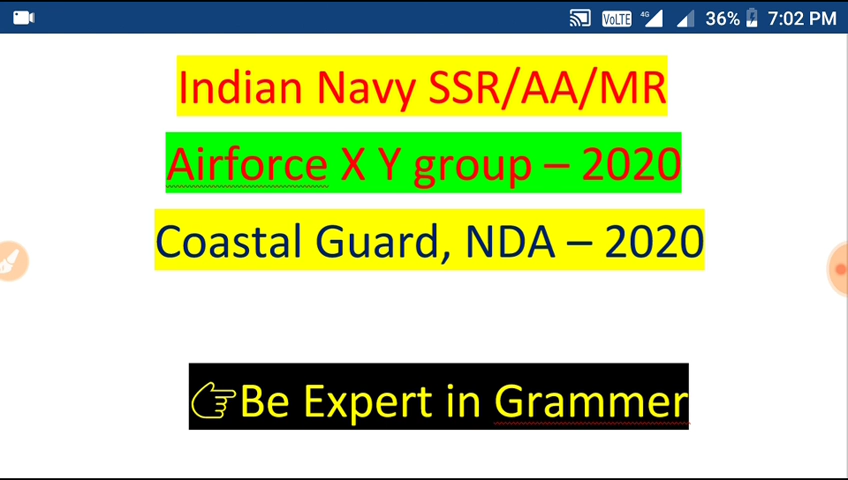 VoLTE 4G 36% 7:02 PM
Indian Navy SSR/AA/MR
Airforce X Y group – 2020
Coastal Guard, NDA – 2020
👉Be Expert in Grammer